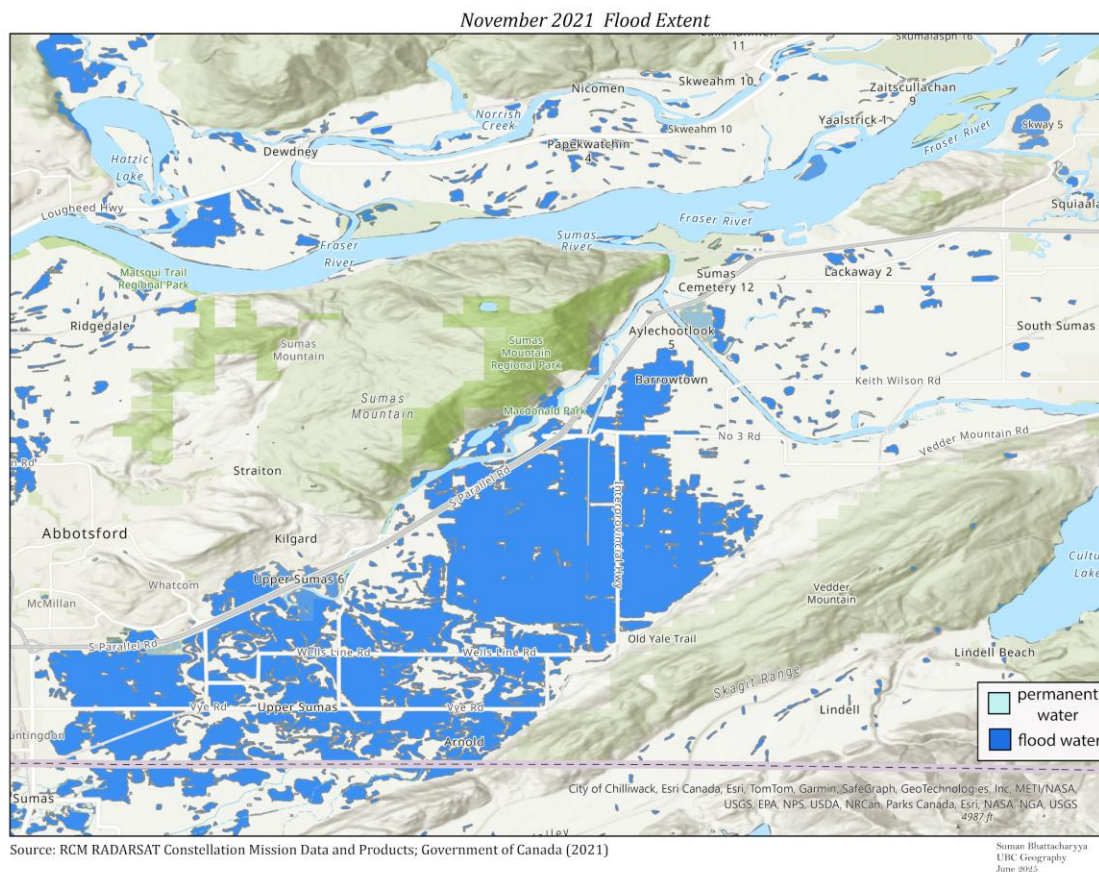 November 2021 Flood Extent
11
Skumalasph 16
Skweahm 10
Zaitscullachan
9
Nicomen
Norrish
Creek
Skweahm 10
Yaalstrick 1
Skway 5
Dewdney
Papekwatchin
4
Fraser River
Hatzic
Lake
Lougheed Hwy
Squiaala
Fraser River
Sumas
River
Fraser
River
Matsqui Trail
Regional Park
Sumas
Cemetery 12
Lackaway 2
Ridgedale
Sumas
Mountain
Aylechootlook
5
South Sumas
Sumas
Mountain
Regional Park
Barrowtown
Keith Wilson Rd
Sumas
Mountain
Macdonald Park
No 3 Rd
Vedder Mountain Rd
n Rd
Straiton
S Parallel Rd
Interprovincial Hwy
Abbotsford
Kilgard
Cultu
Lake
Whatcom
Upper Sumas 6
Vedder
Mountain
McMillan
S Parallel Rd
Old Yale Trail
Wells Line Rd
Wells Line Rd
Lindell Beach
Skagit Range
Vye Rd
Upper Sumas
Vye Rd
Lindell
permanent
water
flood water
untingdon
Arnold
Sumas
City of Chilliwack, Esri Canada, Esri, TomTom, Garmin, SafeGraph, GeoTechnologies, Inc, METI/NASA,
USGS, EPA, NPS, USDA, NRCan, Parks Canada, Esri, NASA, NGA, USGS
4987 ft
Source: RCM RADARSAT Constellation Mission Data and Products; Government of Canada (2021)
Suman Bhattacharyya
UBC Geography
June 2025